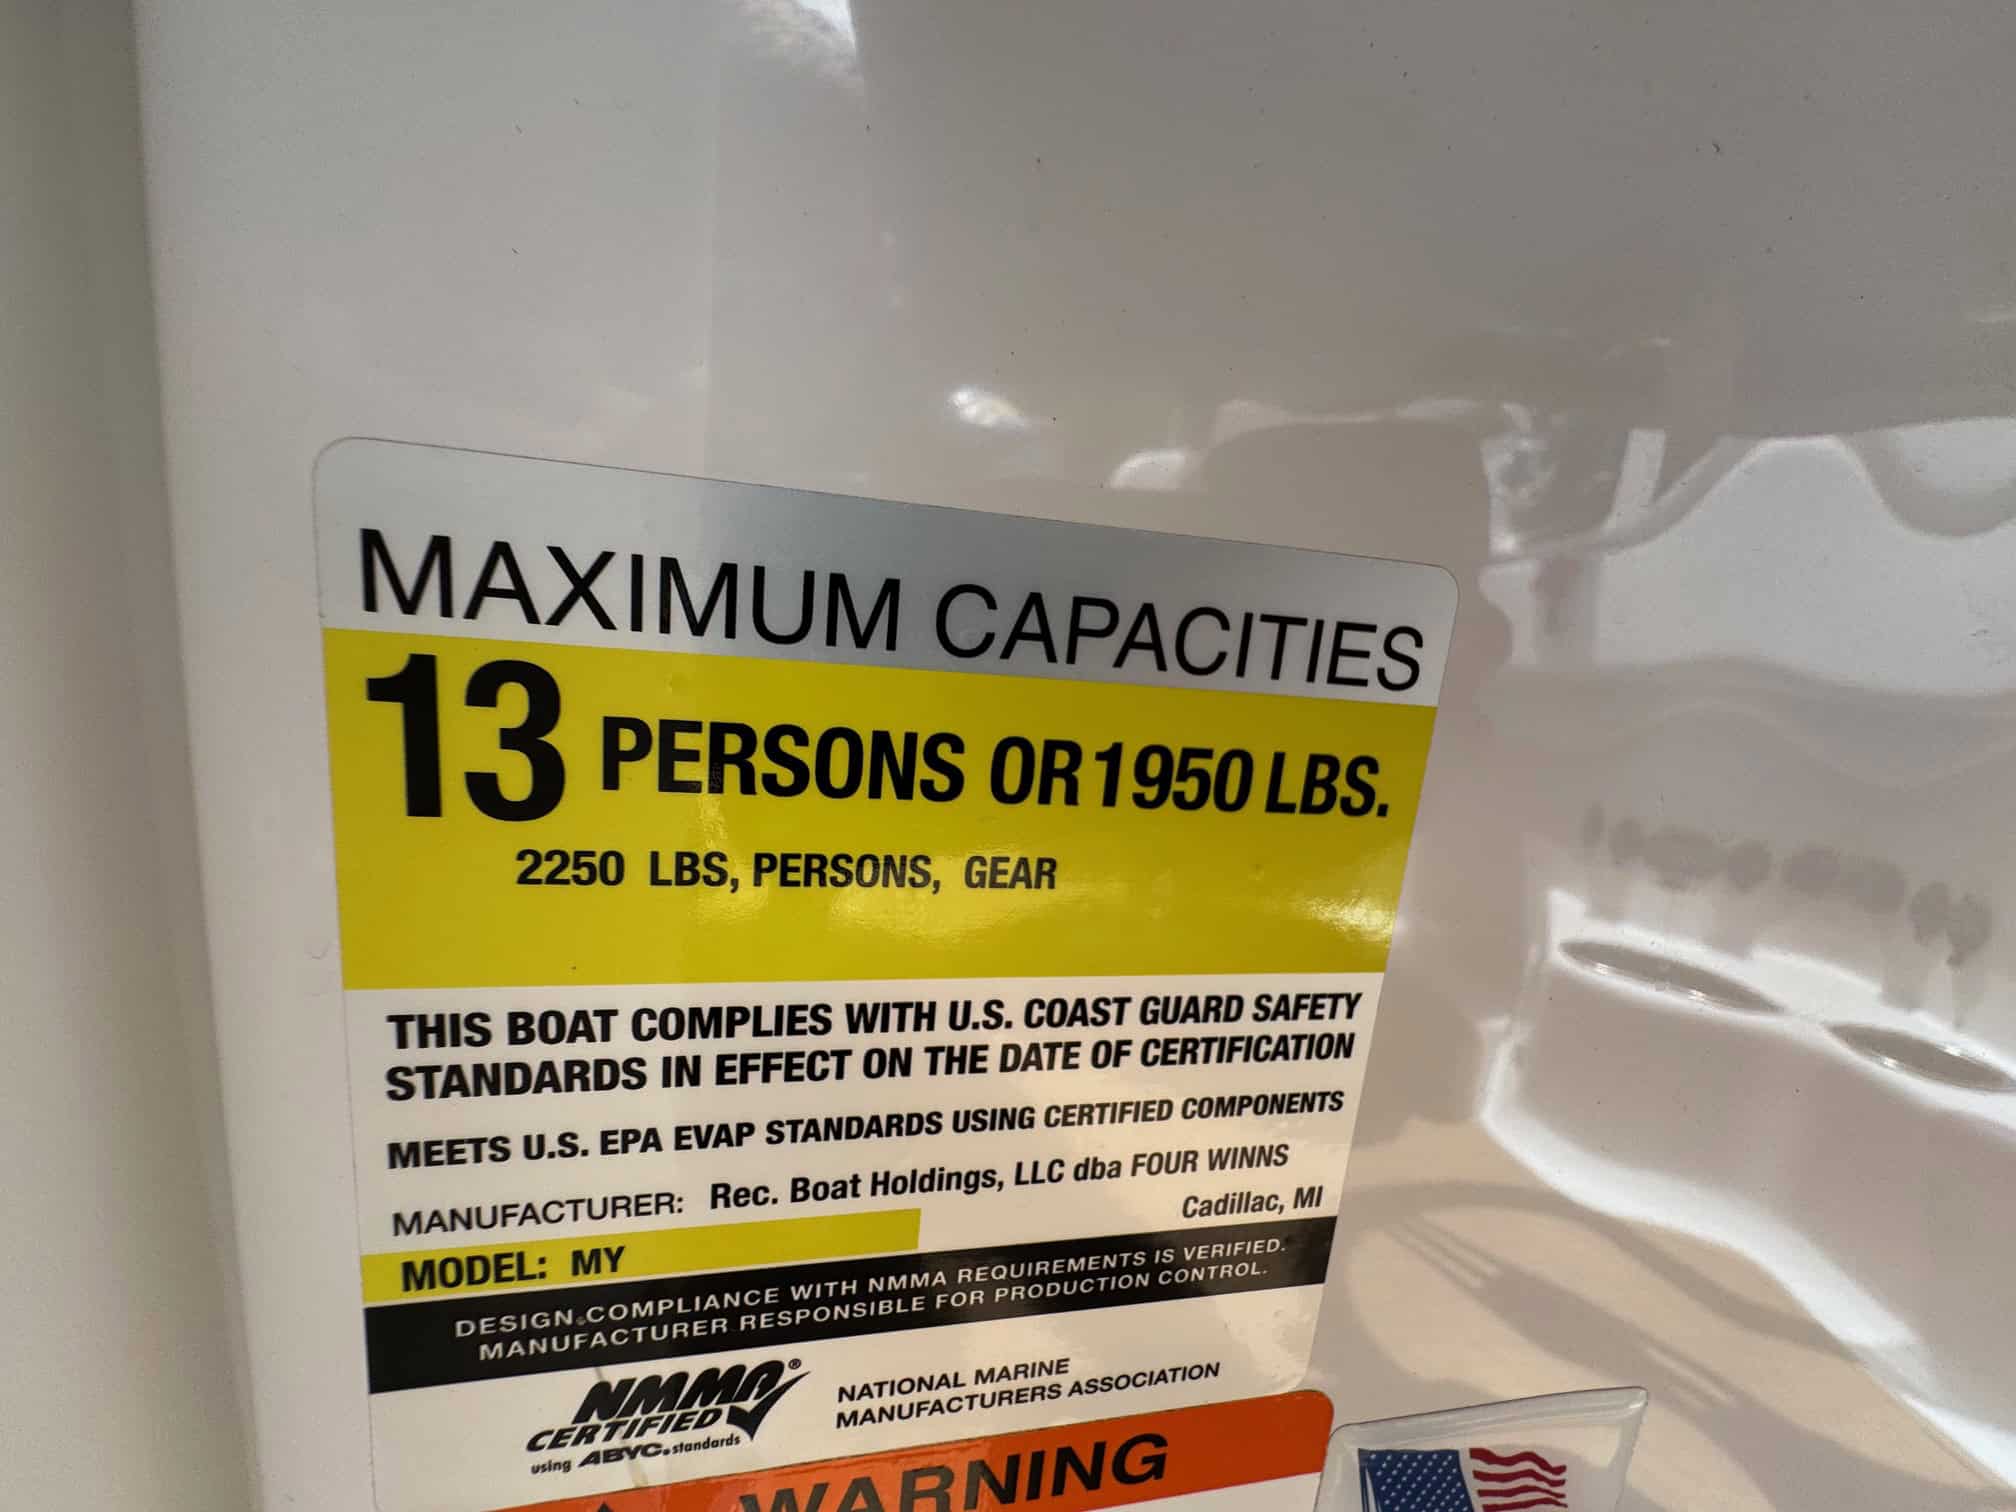 MAXIMUM CAPACITIES
13 PERSONS OR 1950 LBS.
2250 LBS, PERSONS, GEAR
THIS BOAT COMPLIES WITH U.S. COAST GUARD SAFETY
STANDARDS IN EFFECT ON THE DATE OF CERTIFICATION
MEETS U.S. EPA EVAP STANDARDS USING CERTIFIED COMPONENTS
MANUFACTURER: Rec. Boat Holdings, LLC dba FOUR WINNS
Cadillac, MI
MODEL: MY
DESIGN COMPLIANCE WITH NMMA REQUIREMENTS IS VERIFIED.
MANUFACTURER RESPONSIBLE FOR PRODUCTION CONTROL.
NMMA®
CERTIFIED
using ABYC standards
NATIONAL MARINE
MANUFACTURERS ASSOCIATION
WARNING